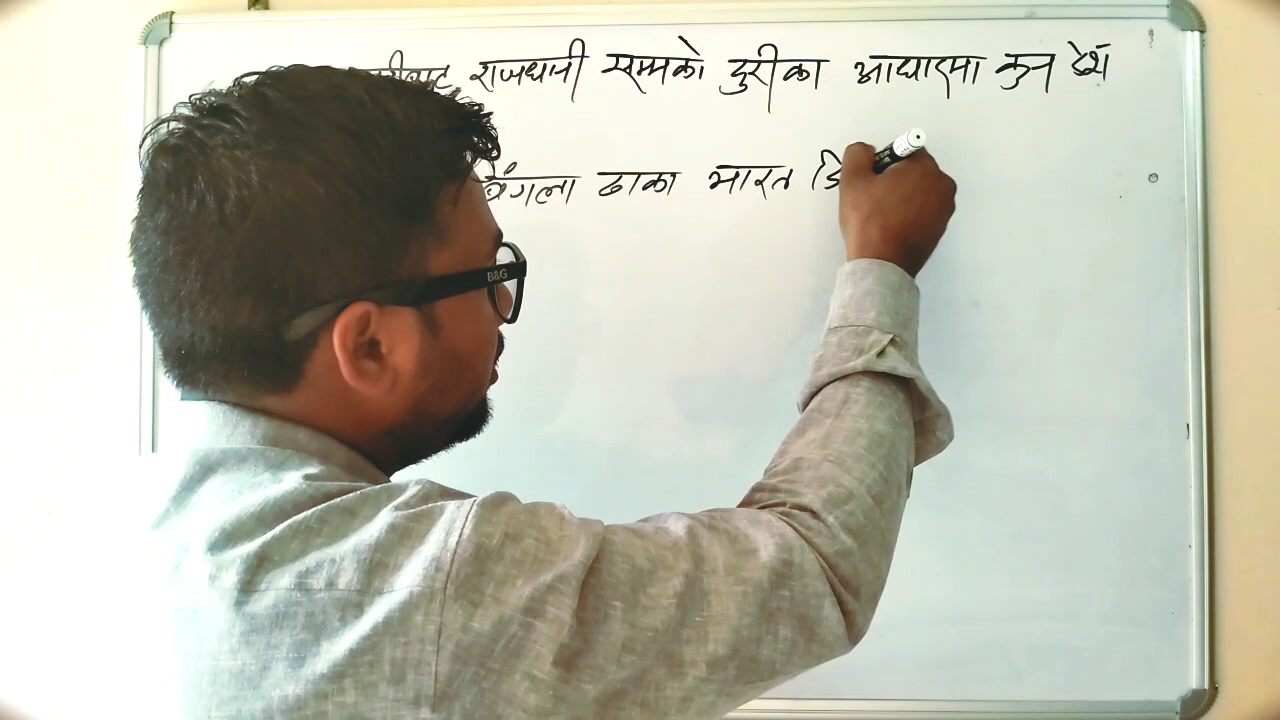 राजधानी सम्मको दुरीका आधारमा कुन देश
बंगला ढाका भारत डि
B&G